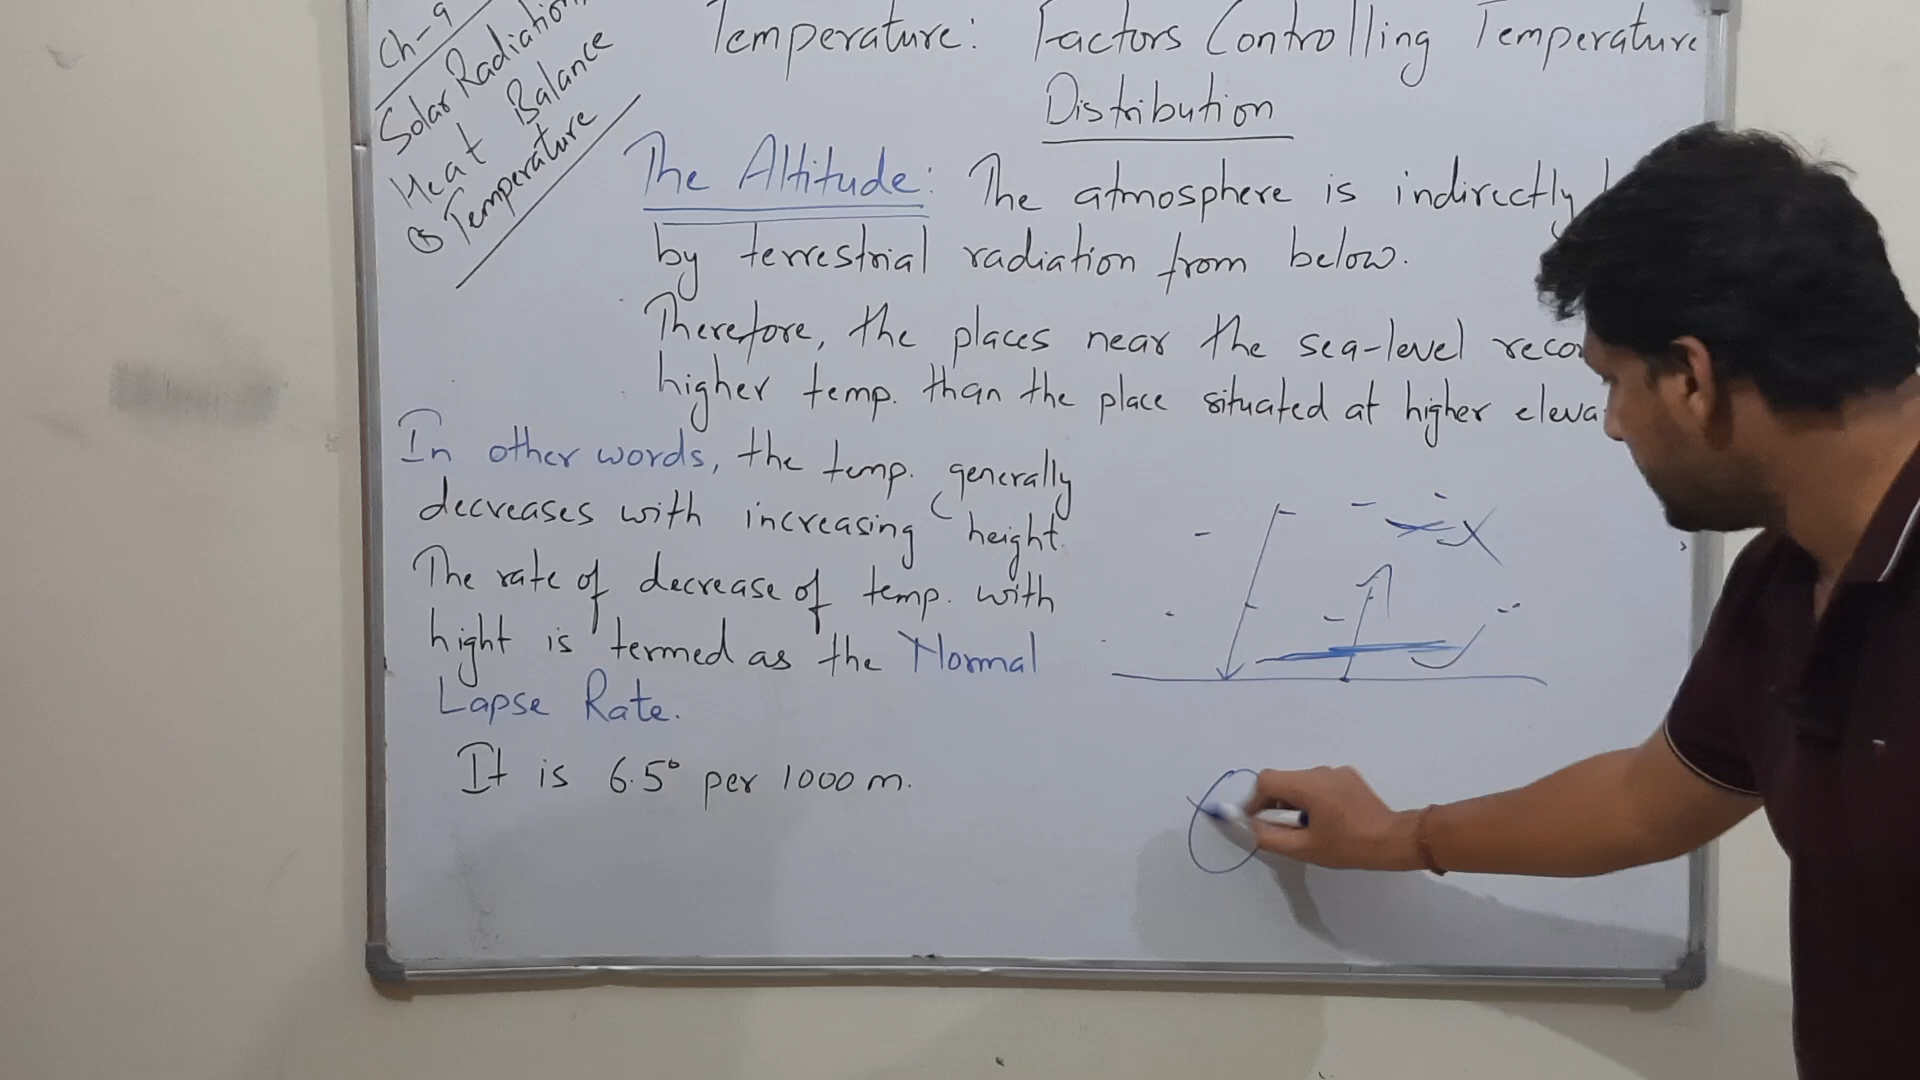 Ch-9
Solar Radiation,
Heat Balance
& Temperature
Temperature: Factors Controlling Temperature
Distribution
The Altitude: The atmosphere is indirectly
by terrestrial radiation from below.
Therefore, the places near the sea-level
higher temp. than the place situated at higher
In other words, the temp. generally
decreases with increasing height.
The rate of decrease of temp. with
hight is termed as the Normal
Lapse Rate.
It is 6.5° per 1000 m.